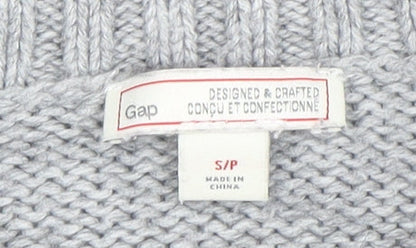 Gap
DESIGNED & CRAFTED
CONÇU ET CONFECTIONNÉ
S/P
MADE IN
CHINA